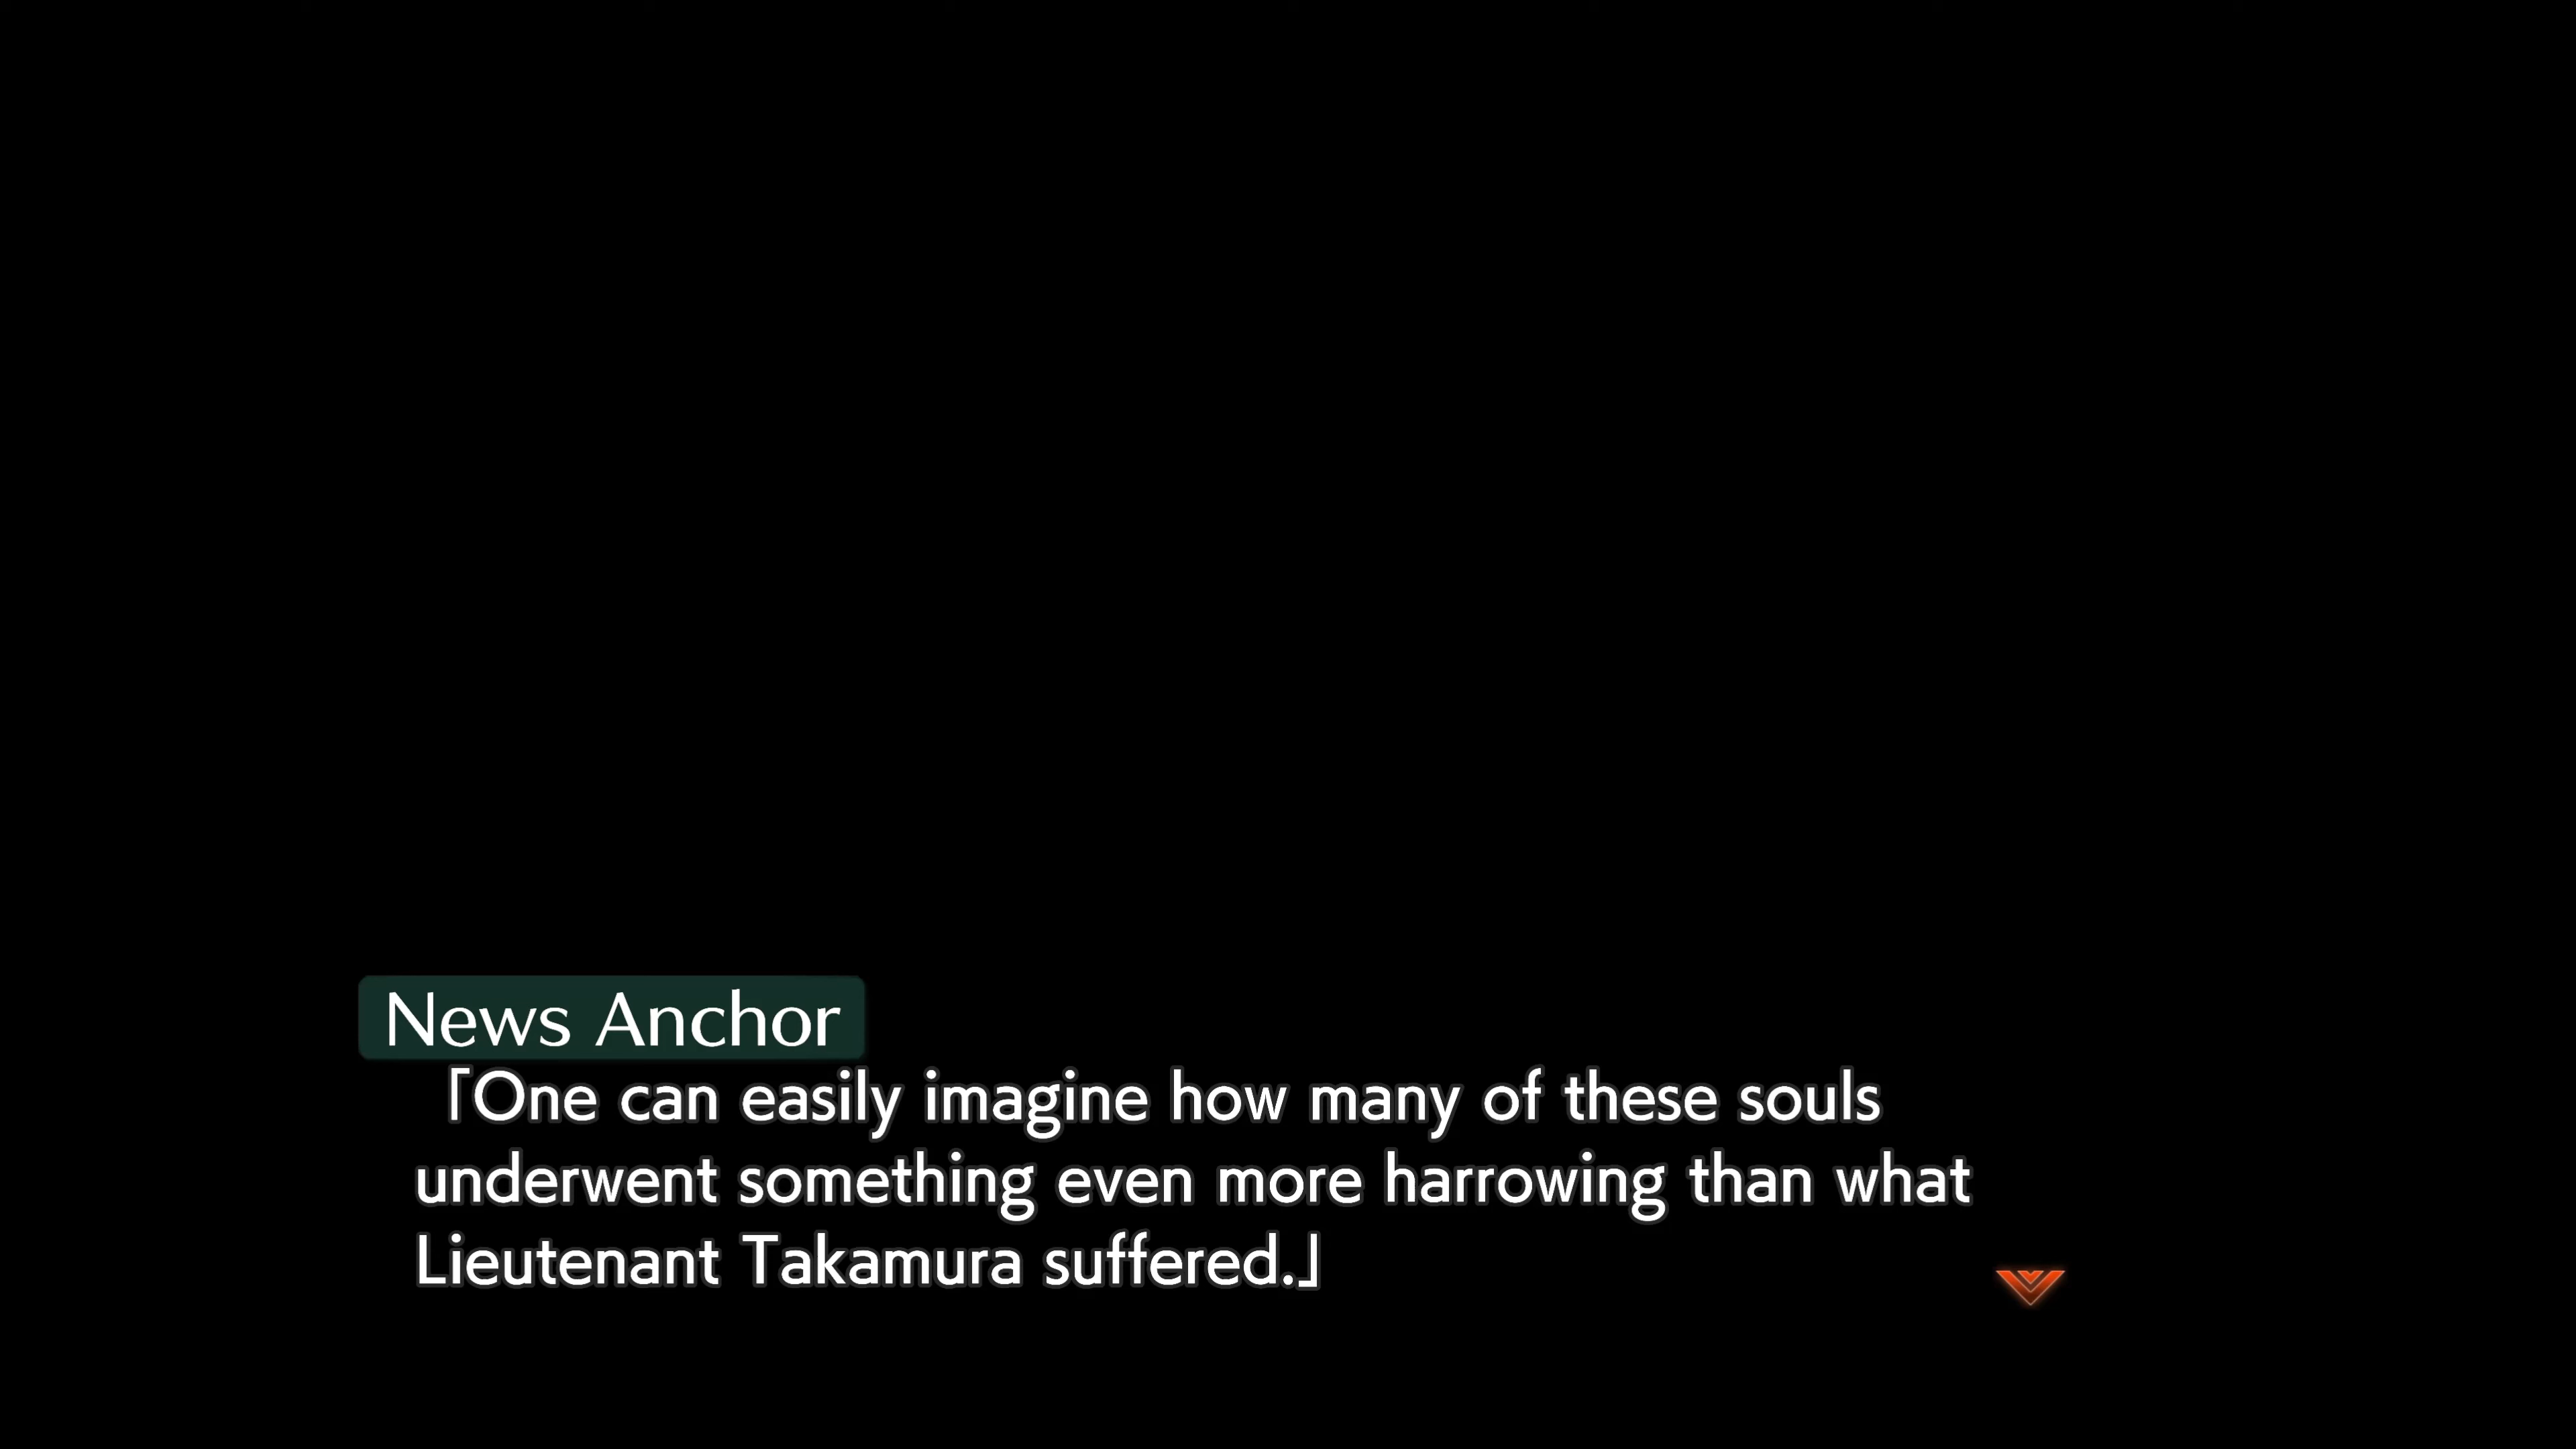 News Anchor
「One can easily imagine how many of these souls
underwent something even more harrowing than what
Lieutenant Takamura suffered.」